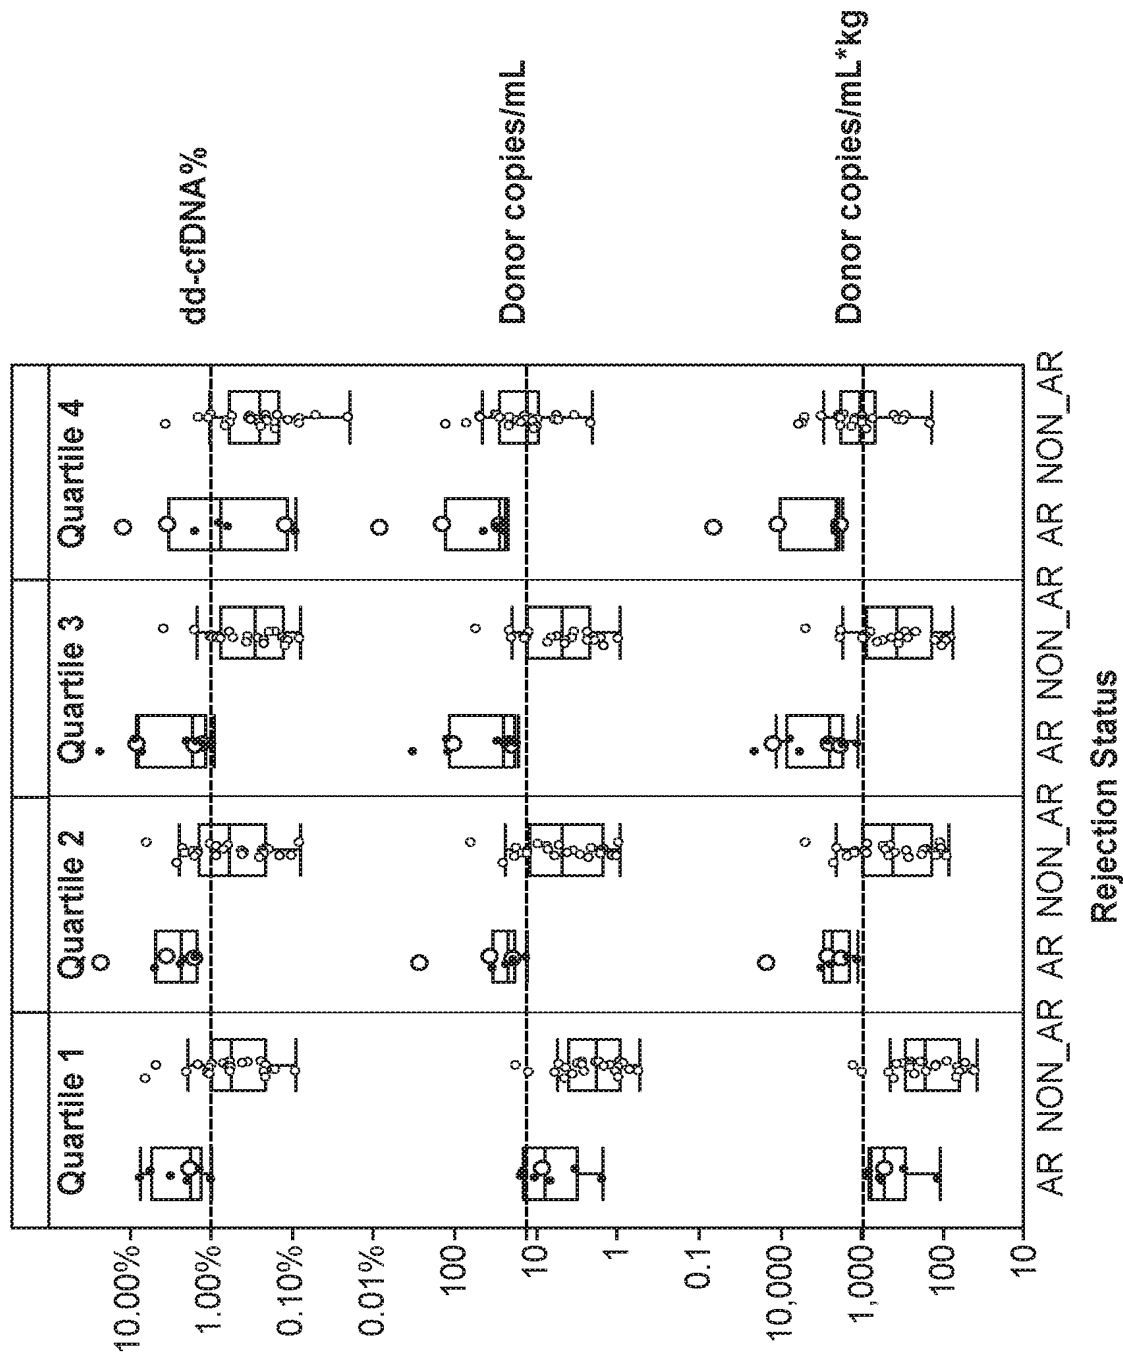 Quartile 1
Quartile 2
Quartile 3
Quartile 4
10.00%
1.00%
0.10%
0.01%
dd-cfDNA%
100
10
1
0.1
Donor copies/mL
10,000
1,000
100
10
Donor copies/mL*kg
AR NON_AR AR NON_AR AR NON_AR AR NON_AR
Rejection Status